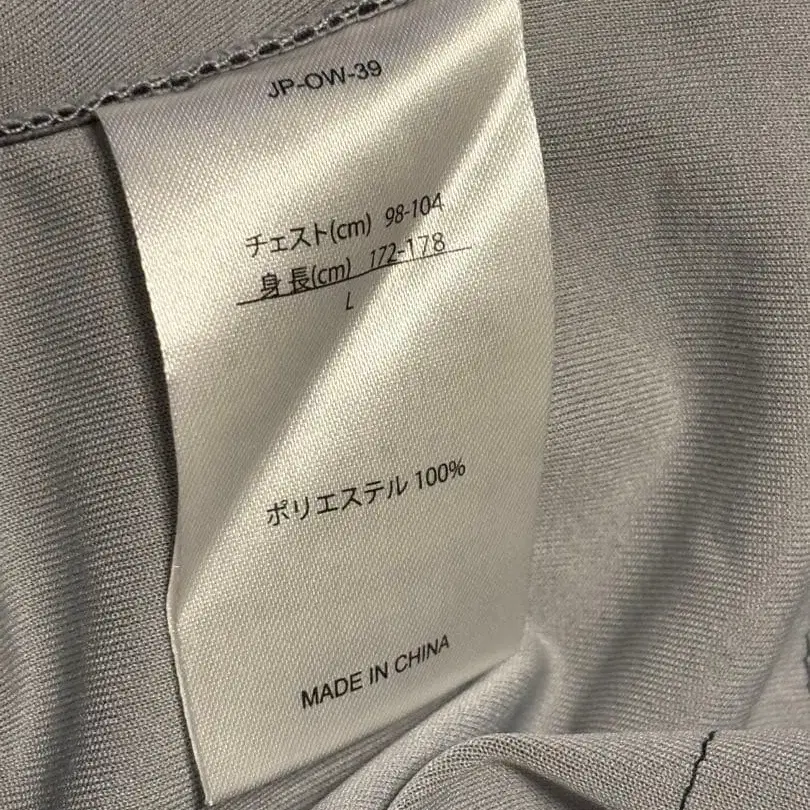 JP-OW-39
チェスト(cm) 98-104
身長(cm) 172-178
L
ポリエステル 100%
MADE IN CHINA